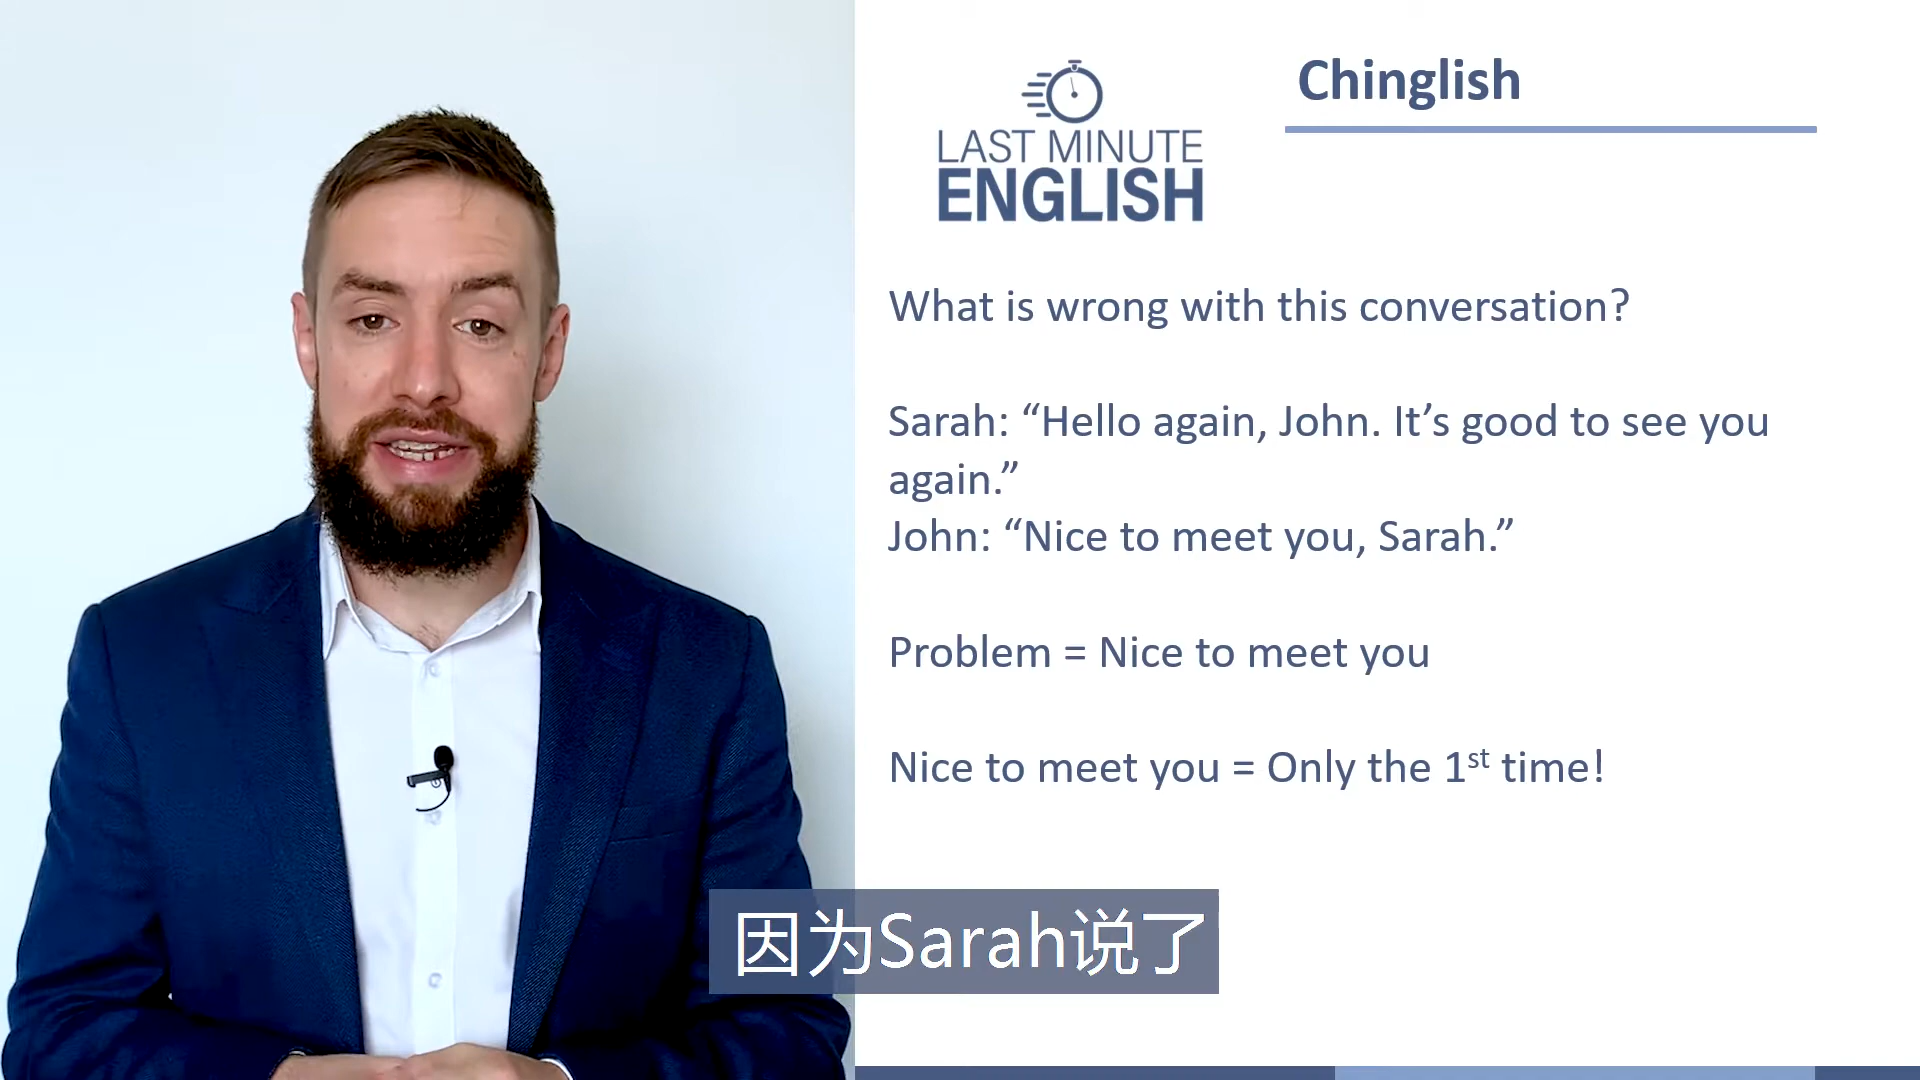 LAST MINUTE
ENGLISH
Chinglish
What is wrong with this conversation?
Sarah: “Hello again, John. It’s good to see you
again.”
John: “Nice to meet you, Sarah.”
Problem = Nice to meet you
Nice to meet you = Only the 1st time!
因为Sarah说了